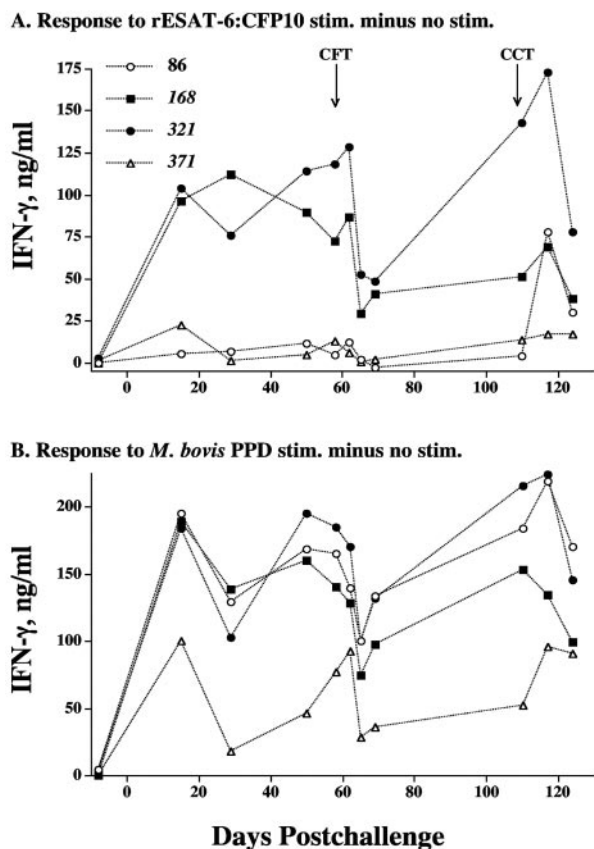 A. Response to rESAT-6:CFP10 stim. minus no stim.
CFT CCT
175
150
125
100
75
50
25
0
IFN-γ, ng/ml
86
168
321
371
0 20 40 60 80 100 120
B. Response to M. bovis PPD stim. minus no stim.
200
150
100
50
0
IFN-γ, ng/ml
0 20 40 60 80 100 120
Days Postchallenge